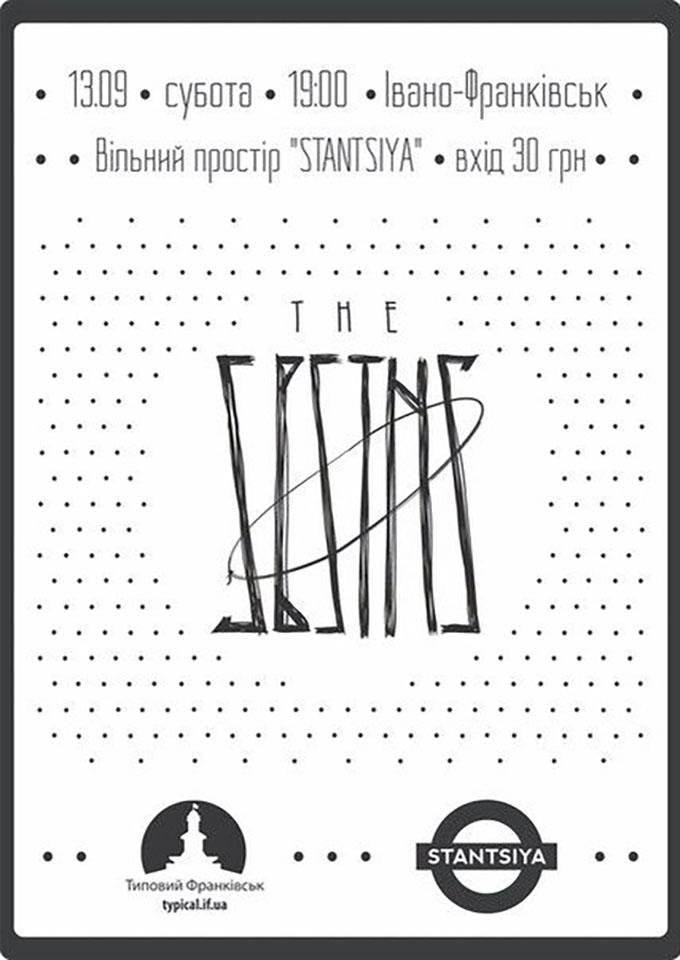 • 13.09 • субота • 19:00 • Івано-Франківськ •
• • Вільний простір "STANTSIYA" • вхід 30 грн • •
THE
Типовий Франківськ
typical.if.ua
STANTSIYA